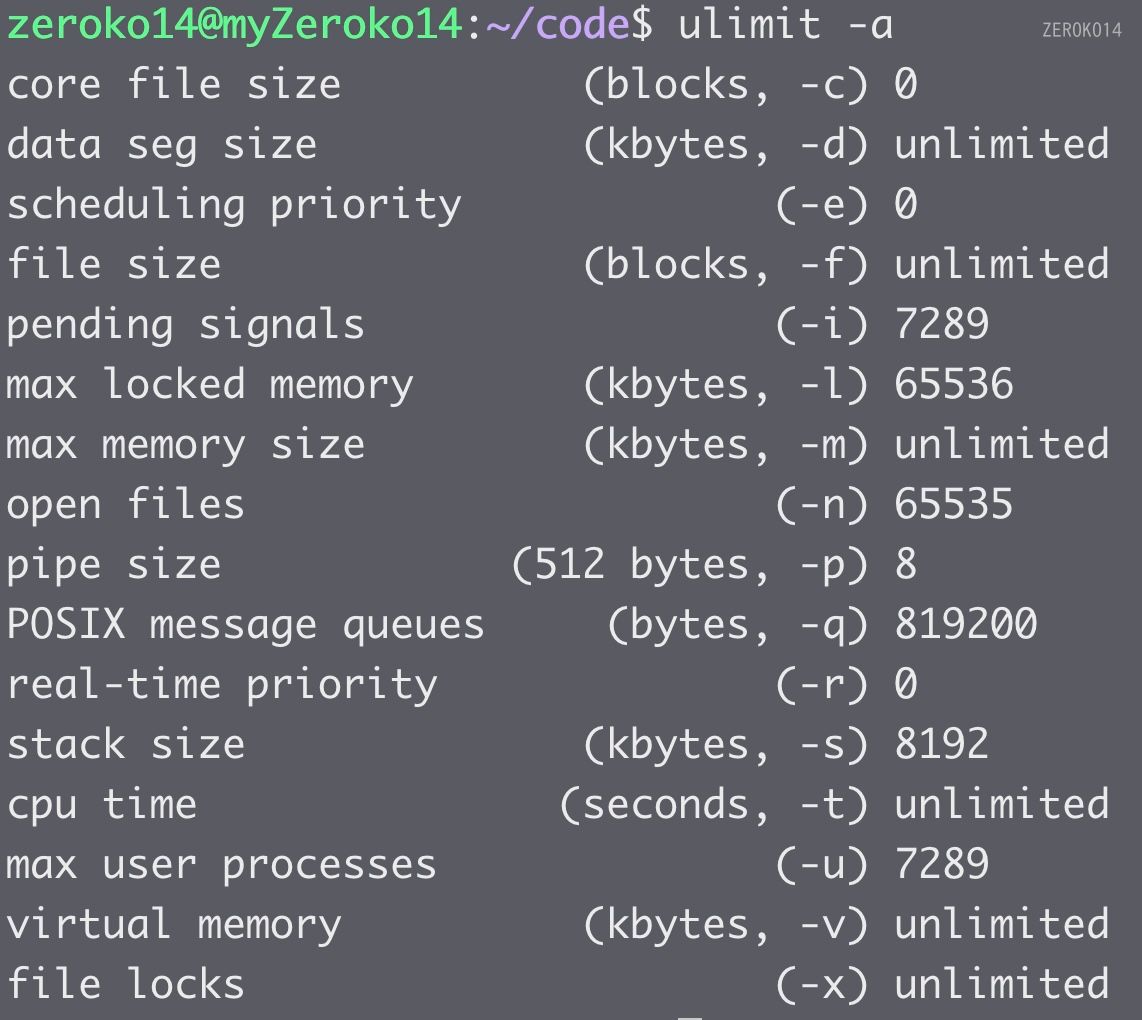 zeroko14@myZeroko14:~/code$ ulimit -a
ZEROKO14
core file size (blocks, -c) 0
data seg size (kbytes, -d) unlimited
scheduling priority (-e) 0
file size (blocks, -f) unlimited
pending signals (-i) 7289
max locked memory (kbytes, -l) 65536
max memory size (kbytes, -m) unlimited
open files (-n) 65535
pipe size (512 bytes, -p) 8
POSIX message queues (bytes, -q) 819200
real-time priority (-r) 0
stack size (kbytes, -s) 8192
cpu time (seconds, -t) unlimited
max user processes (-u) 7289
virtual memory (kbytes, -v) unlimited
file locks (-x) unlimited